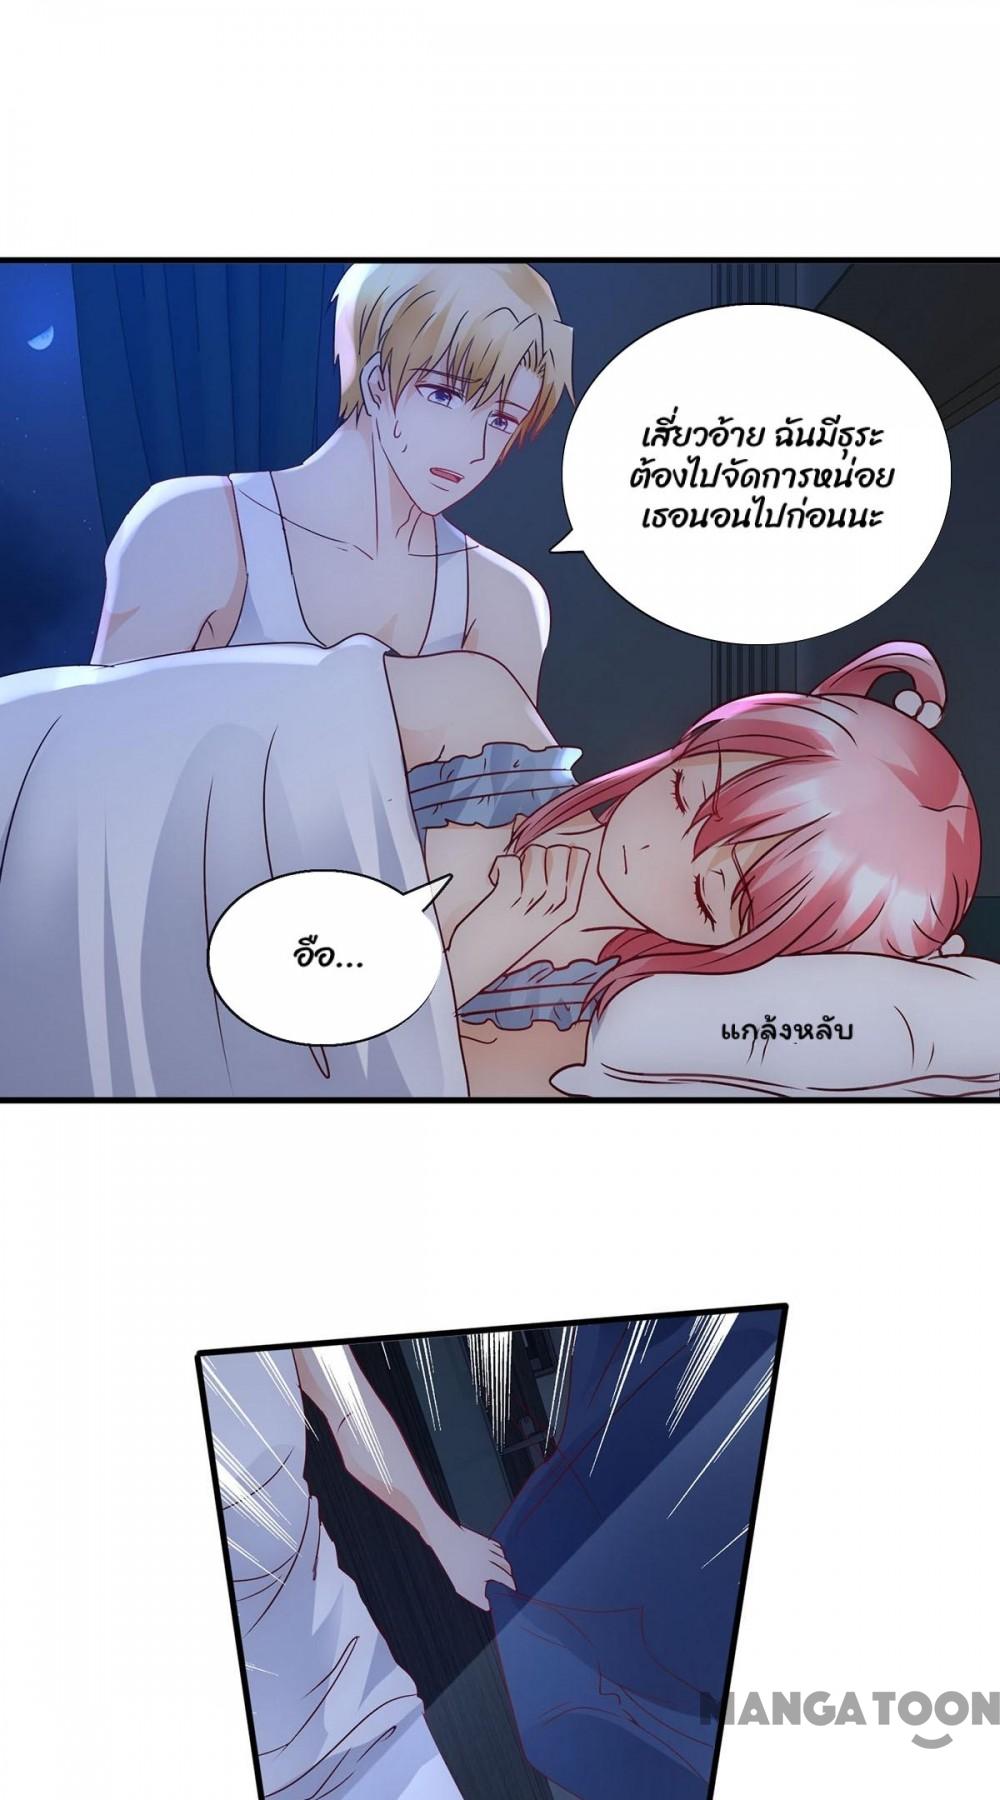 เสี่ยวอ้าย ฉันมีธุระ
ต้องไปจัดการหน่อย
เธอนอนไปก่อนนะ
อือ...
แกล้งหลับ
MANGATOON